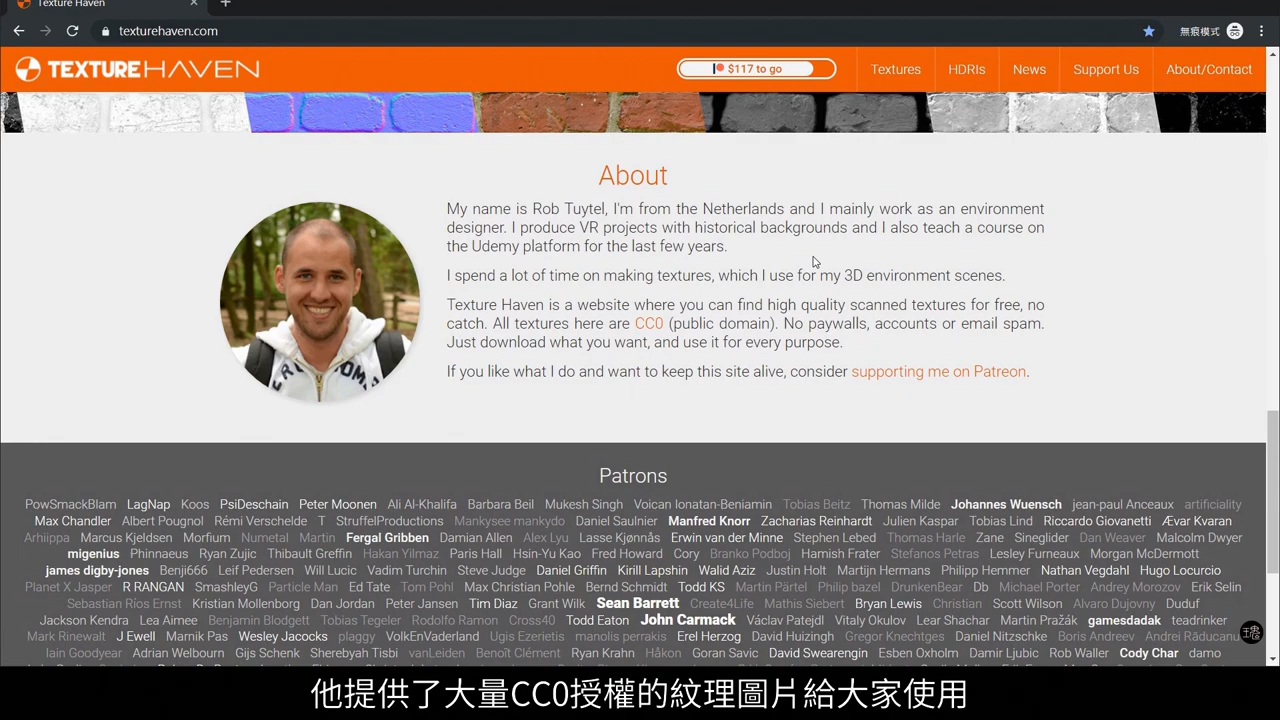 Texture Haven
texturehaven.com
無痕模式
TEXTUREHAVEN
$117 to go
Textures
HDRIs
News
Support Us
About/Contact
About
My name is Rob Tuytel, I'm from the Netherlands and I mainly work as an environment
designer. I produce VR projects with historical backgrounds and I also teach a course on
the Udemy platform for the last few years.
I spend a lot of time on making textures, which I use for my 3D environment scenes.
Texture Haven is a website where you can find high quality scanned textures for free, no
catch. All textures here are CC0 (public domain). No paywalls, accounts or email spam.
Just download what you want, and use it for every purpose.
If you like what I do and want to keep this site alive, consider supporting me on Patreon.
Patrons
PowSmackBlam LagNap Koos PsiDeschain Peter Moonen Ali Al-Khalifa Barbara Beil Mukesh Singh Voican Ionatan-Beniamin Tobias Beitz Thomas Milde Johannes Wuensch jean-paul Anceaux artificiality
Max Chandler Albert Pougnol Rémi Verschelde T StruffelProductions Mankysee mankydo Daniel Saulnier Manfred Knorr Zacharias Reinhardt Julien Kaspar Tobias Lind Riccardo Giovanetti Ævar Kvaran
Arhiippa Marcus Kjeldsen Morfium Numetal Martin Fergal Gribben Damian Allen Alex Lyu Lasse Kjønnås Erwin van der Minne Stephen Lebed Thomas Harle Zane Sineglider Dan Weaver Malcolm Dwyer
migenius Phinnaeus Ryan Zujic Thibault Greffin Hakan Yilmaz Paris Hall Hsin-Yu Kao Fred Howard Cory Branko Podboj Hamish Frater Stefanos Petras Lesley Furneaux Morgan McDermott
james digby-jones Benji666 Leif Pedersen Will Lucic Vadim Turchin Steve Judge Daniel Griffin Kirill Lapshin Walid Aziz Justin Holt Martijn Hermans Philipp Hemmer Nathan Vegdahl Hugo Locurcio
Planet X Jasper R RANGAN SmashleyG Particle Man Ed Tate Tom Pohl Max Christian Pohle Bernd Schmidt Todd KS Martin Pärtel Philip bazel DrunkenBear Db Michael Porter Andrey Morozov Erik Selin
Sebastian Ríos Ernst Kristian Mollenborg Dan Jordan Peter Jansen Tim Diaz Grant Wilk Sean Barrett Create4Life Mathis Siebert Bryan Lewis Christian Scott Wilson Alvaro Dujovny Duduf
Jackson Kendra Lea Aimee Benjamin Blodgett Tobias Tegeler Rodolfo Ramon Cross40 Todd Eaton John Carmack Václav Patejdl Vitaly Okulov Lear Shachar Martin Pražák gamesdadak teadrinker
Mark Rinewalt J Ewell Marnik Pas Wesley Jacocks plaggy VolkEnVaderland Ugis Ezerietis manolis perrakis Erel Herzog David Huizingh Gregor Knechtges Daniel Nitzschke Boris Andreev Andrei Răducanu
Iain Goodyear Adrian Welbourn Gijs Schenk Sherebyah Tisbi vanLeiden Benoît Clément Ryan Krahn Håkon Goran Savic David Swearengin Esben Oxholm Damir Ljubic Rob Waller Cody Char damo
他提供了大量CC0授權的紋理圖片給大家使用